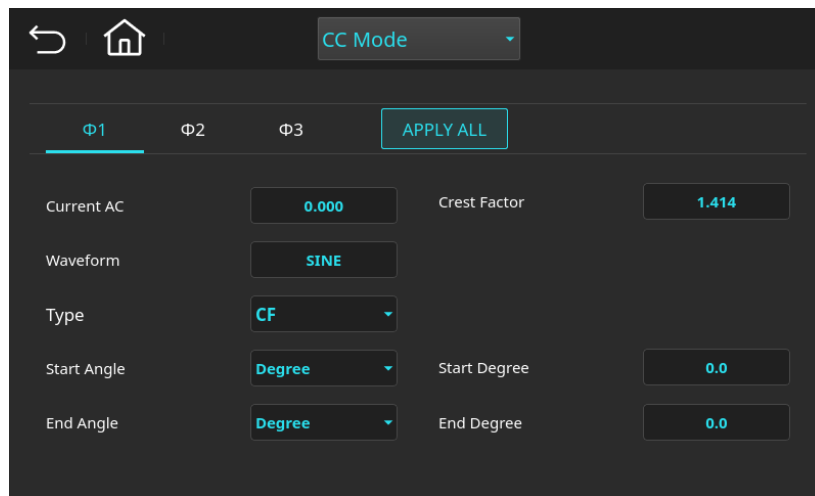 CC Mode
Φ1 Φ2 Φ3 APPLY ALL
Current AC 0.000 Crest Factor 1.414
Waveform SINE
Type CF
Start Angle Degree Start Degree 0.0
End Angle Degree End Degree 0.0